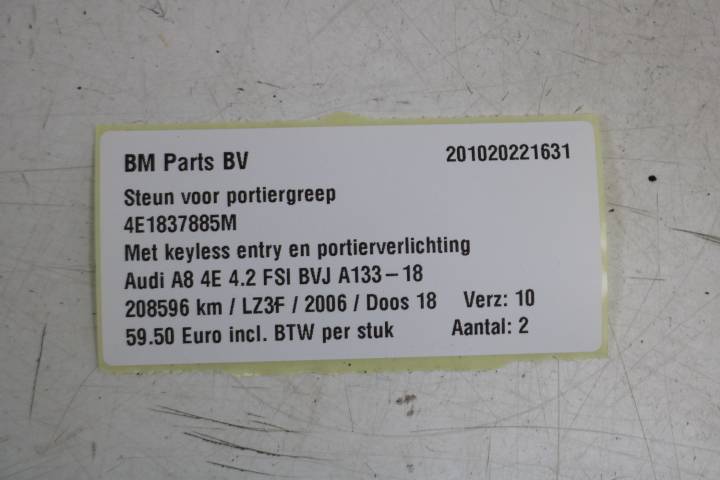 BM Parts BV 201020221631
Steun voor portiergreep
4E1837885M
Met keyless entry en portierverlichting
Audi A8 4E 4.2 FSI BVJ A133-18
208596 km / LZ3F / 2006 / Doos 18 Verz: 10
59.50 Euro incl. BTW per stuk Aantal: 2